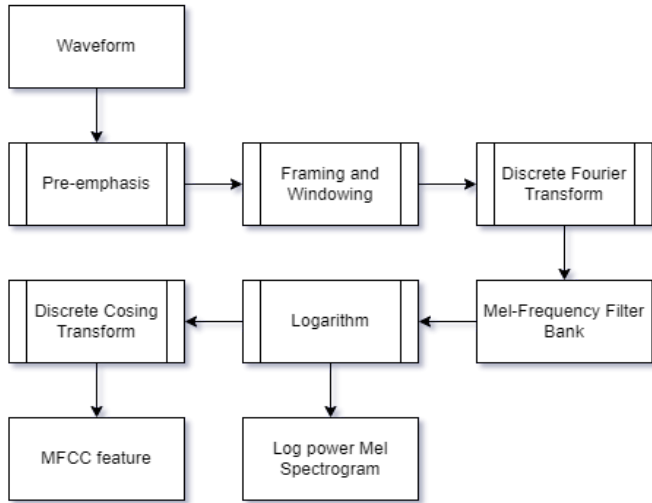 Waveform
Pre-emphasis
Framing and
Windowing
Discrete Fourier
Transform
Mel-Frequency Filter
Bank
Logarithm
Discrete Cosing
Transform
MFCC feature
Log power Mel
Spectrogram